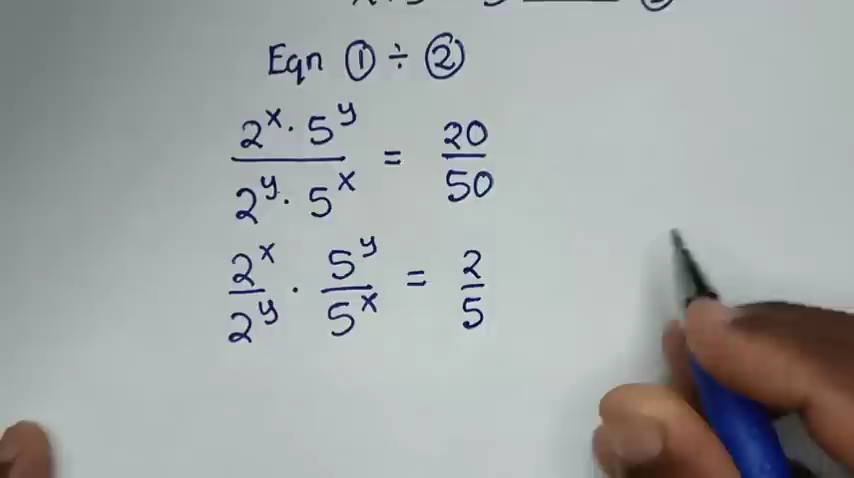 Eqn ① ÷ ②
2^x · 5^y / 2^y · 5^x = 20/50
2^x/2^y · 5^y/5^x = 2/5